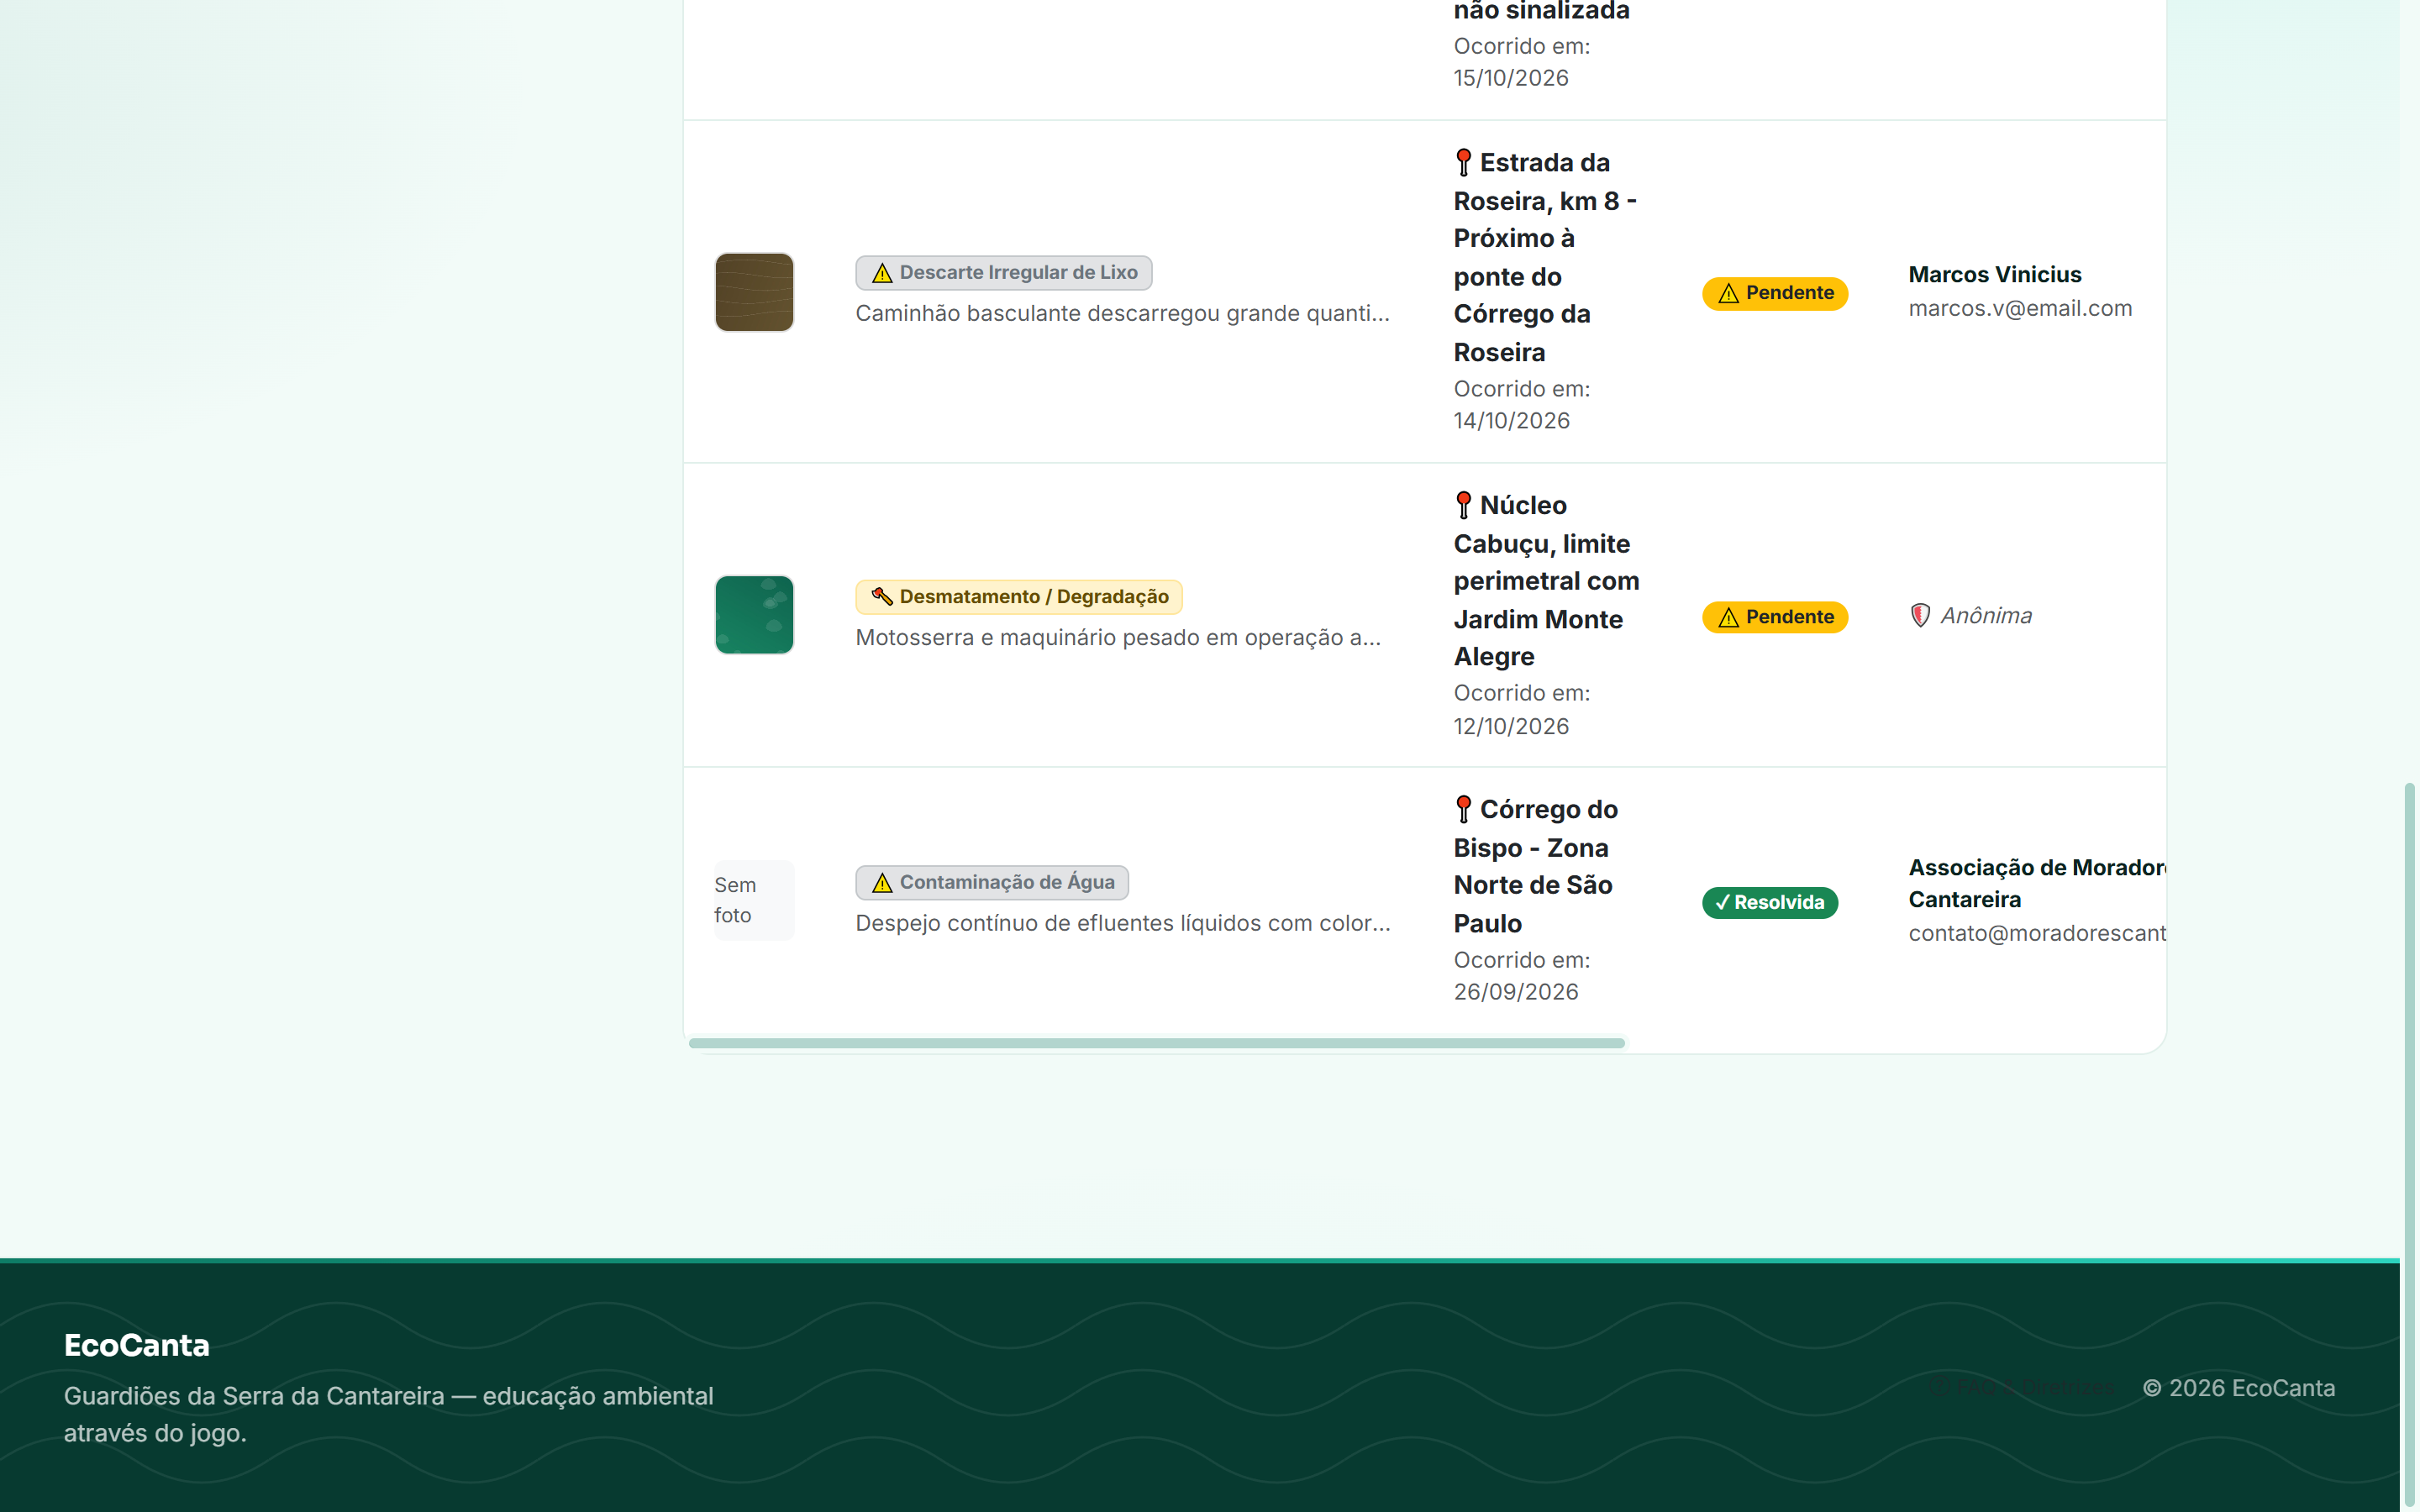 não sinalizada
Ocorrido em:
15/10/2026
Estrada da
Roseira, km 8 -
Próximo à
ponte do
Córrego da
Roseira
Ocorrido em:
14/10/2026
Descarte Irregular de Lixo
Caminhão basculante descarregou grande quanti...
Pendente
Marcos Vinicius
marcos.v@email.com
Núcleo
Cabuçu, limite
perimetral com
Jardim Monte
Alegre
Ocorrido em:
12/10/2026
Desmatamento / Degradação
Motosserra e maquinário pesado em operação a...
Pendente
Anônima
Córrego do
Bispo - Zona
Norte de São
Paulo
Ocorrido em:
26/09/2026
Sem
foto
Contaminação de Água
Despejo contínuo de efluentes líquidos com color...
✓ Resolvida
Associação de Morador
Cantareira
contato@moradorescant
EcoCanta
Guardiões da Serra da Cantareira — educação ambiental
através do jogo.
FAQ & Diretrizes
© 2026 EcoCanta